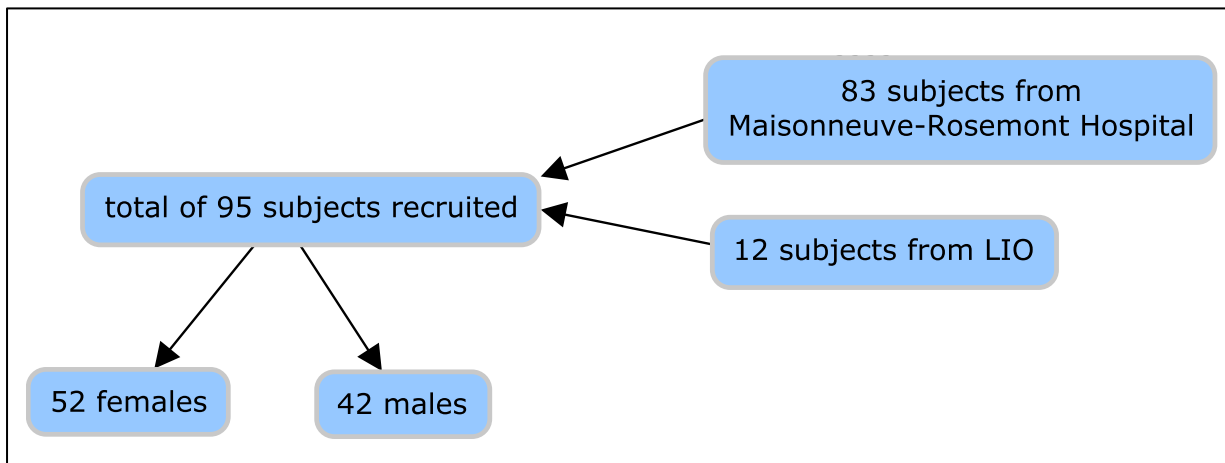 83 subjects from
Maisonneuve-Rosemont Hospital
total of 95 subjects recruited
12 subjects from LIO
52 females
42 males